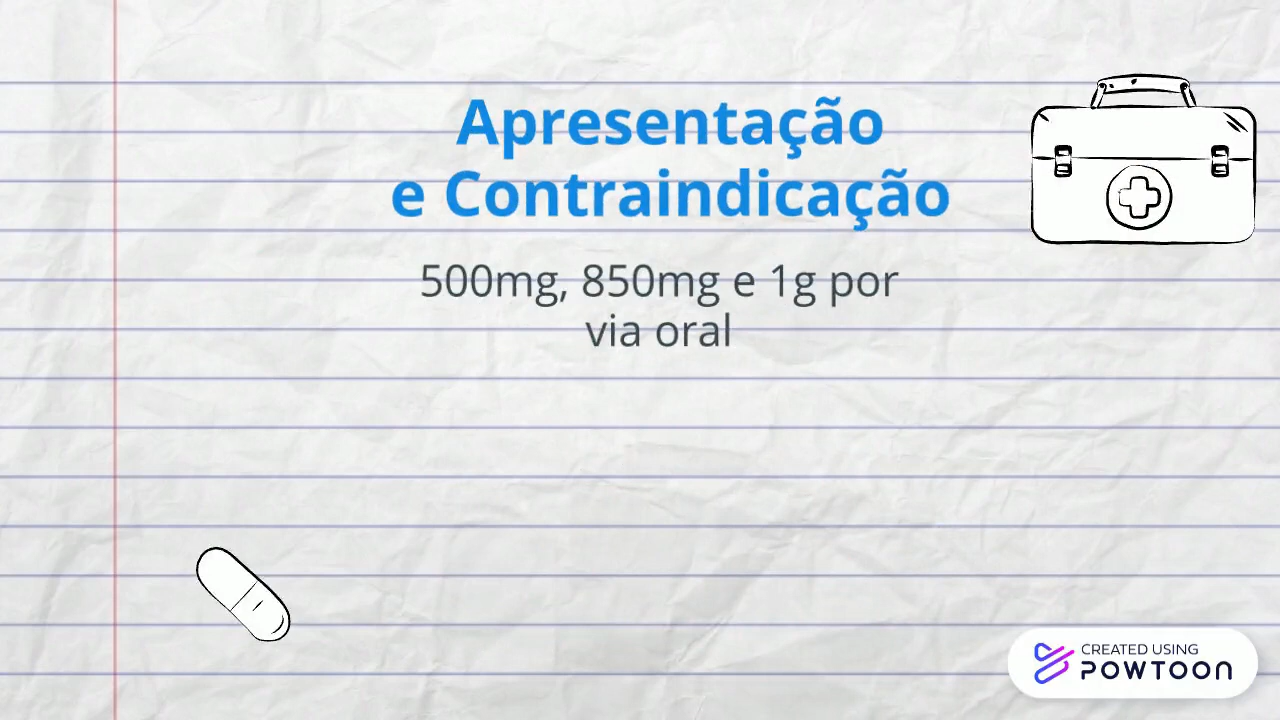 Apresentação
e Contraindicação
500mg, 850mg e 1g por
via oral
CREATED USING
POWTOON